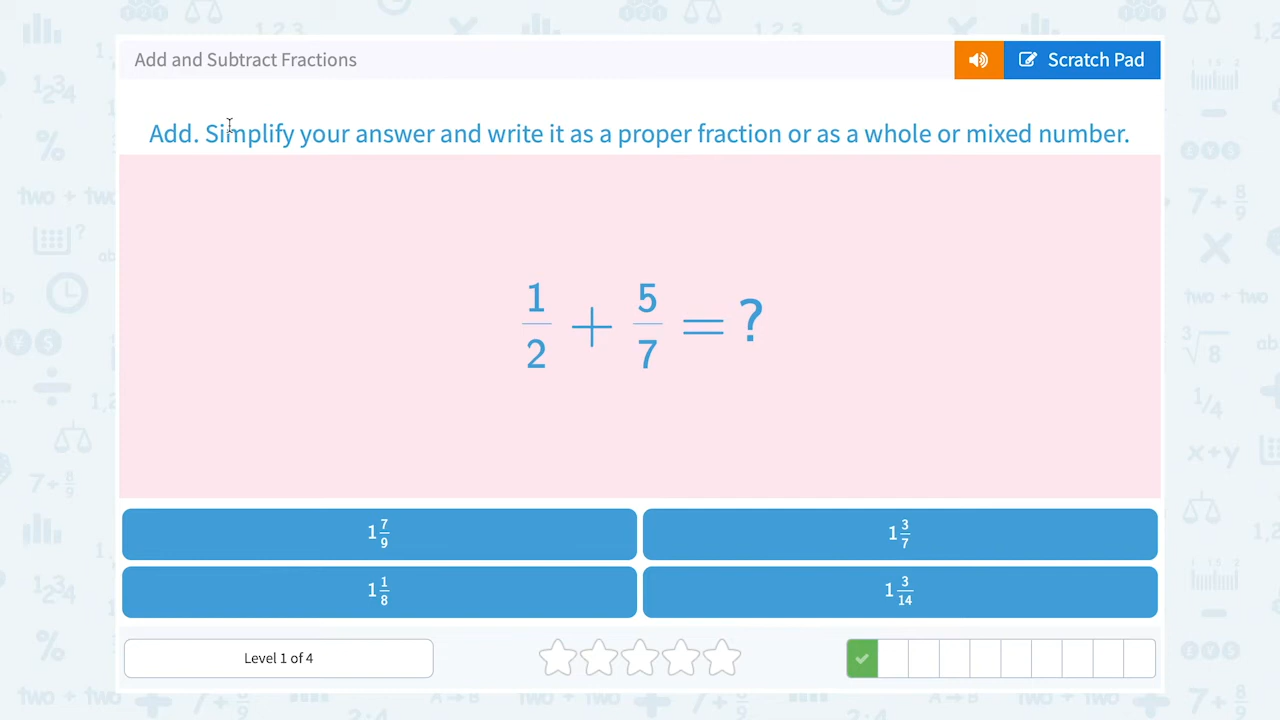 Add and Subtract Fractions
Scratch Pad
Add. Simplify your answer and write it as a proper fraction or as a whole or mixed number.
1/2 + 5/7 = ?
1 7/9
1 3/7
1 1/8
1 3/14
Level 1 of 4